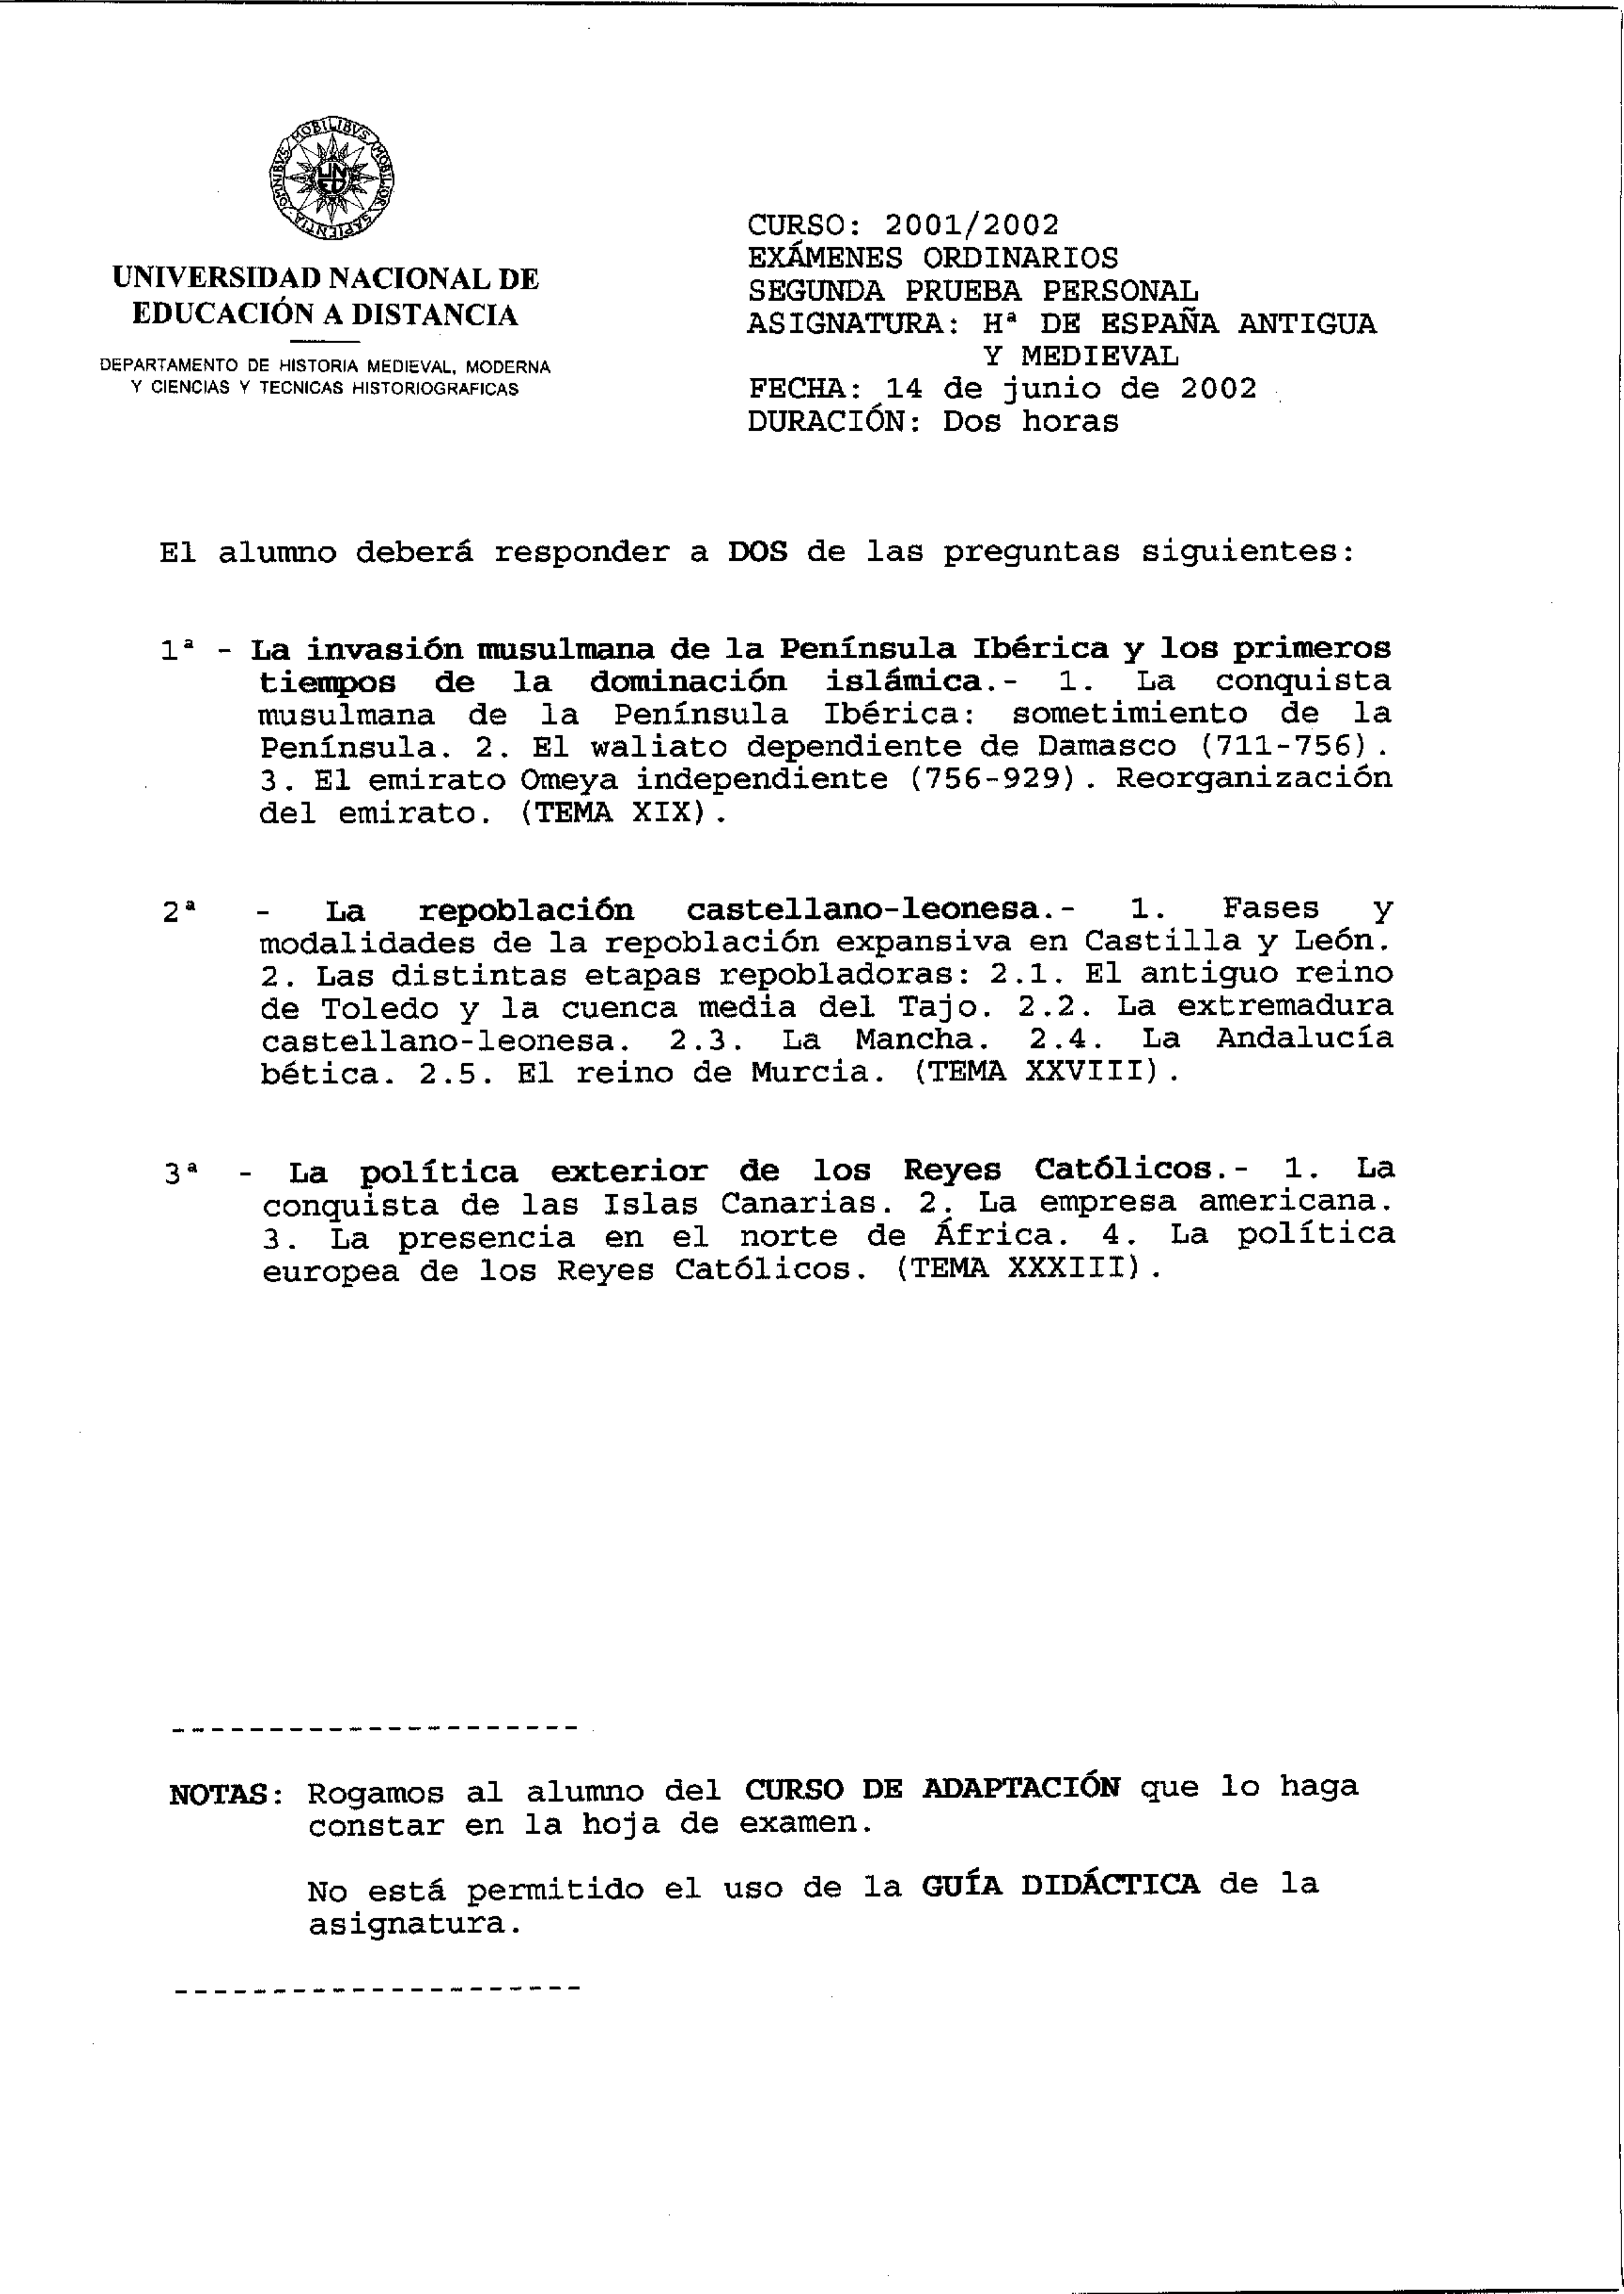 OMNIBVS MOBILIBVS MOBILIOR SAPIENTIA
UNED
UNIVERSIDAD NACIONAL DE
EDUCACIÓN A DISTANCIA
DEPARTAMENTO DE HISTORIA MEDIEVAL, MODERNA
Y CIENCIAS Y TECNICAS HISTORIOGRAFICAS
CURSO: 2001/2002
EXÁMENES ORDINARIOS
SEGUNDA PRUEBA PERSONAL
ASIGNATURA: Hª DE ESPAÑA ANTIGUA
Y MEDIEVAL
FECHA: 14 de junio de 2002
DURACIÓN: Dos horas
El alumno deberá responder a DOS de las preguntas siguientes:
1ª - La invasión musulmana de la Península Ibérica y los primeros
tiempos de la dominación islámica.- 1. La conquista
musulmana de la Península Ibérica: sometimiento de la
Península. 2. El waliato dependiente de Damasco (711-756).
3. El emirato Omeya independiente (756-929). Reorganización
del emirato. (TEMA XIX).
2ª - La repoblación castellano-leonesa.- 1. Fases y
modalidades de la repoblación expansiva en Castilla y León.
2. Las distintas etapas repobladoras: 2.1. El antiguo reino
de Toledo y la cuenca media del Tajo. 2.2. La extremadura
castellano-leonesa. 2.3. La Mancha. 2.4. La Andalucía
bética. 2.5. El reino de Murcia. (TEMA XXVIII).
3ª - La política exterior de los Reyes Católicos.- 1. La
conquista de las Islas Canarias. 2. La empresa americana.
3. La presencia en el norte de África. 4. La política
europea de los Reyes Católicos. (TEMA XXXIII).
---------------------
NOTAS: Rogamos al alumno del CURSO DE ADAPTACIÓN que lo haga
constar en la hoja de examen.
No está permitido el uso de la GUÍA DIDÁCTICA de la
asignatura.
---------------------